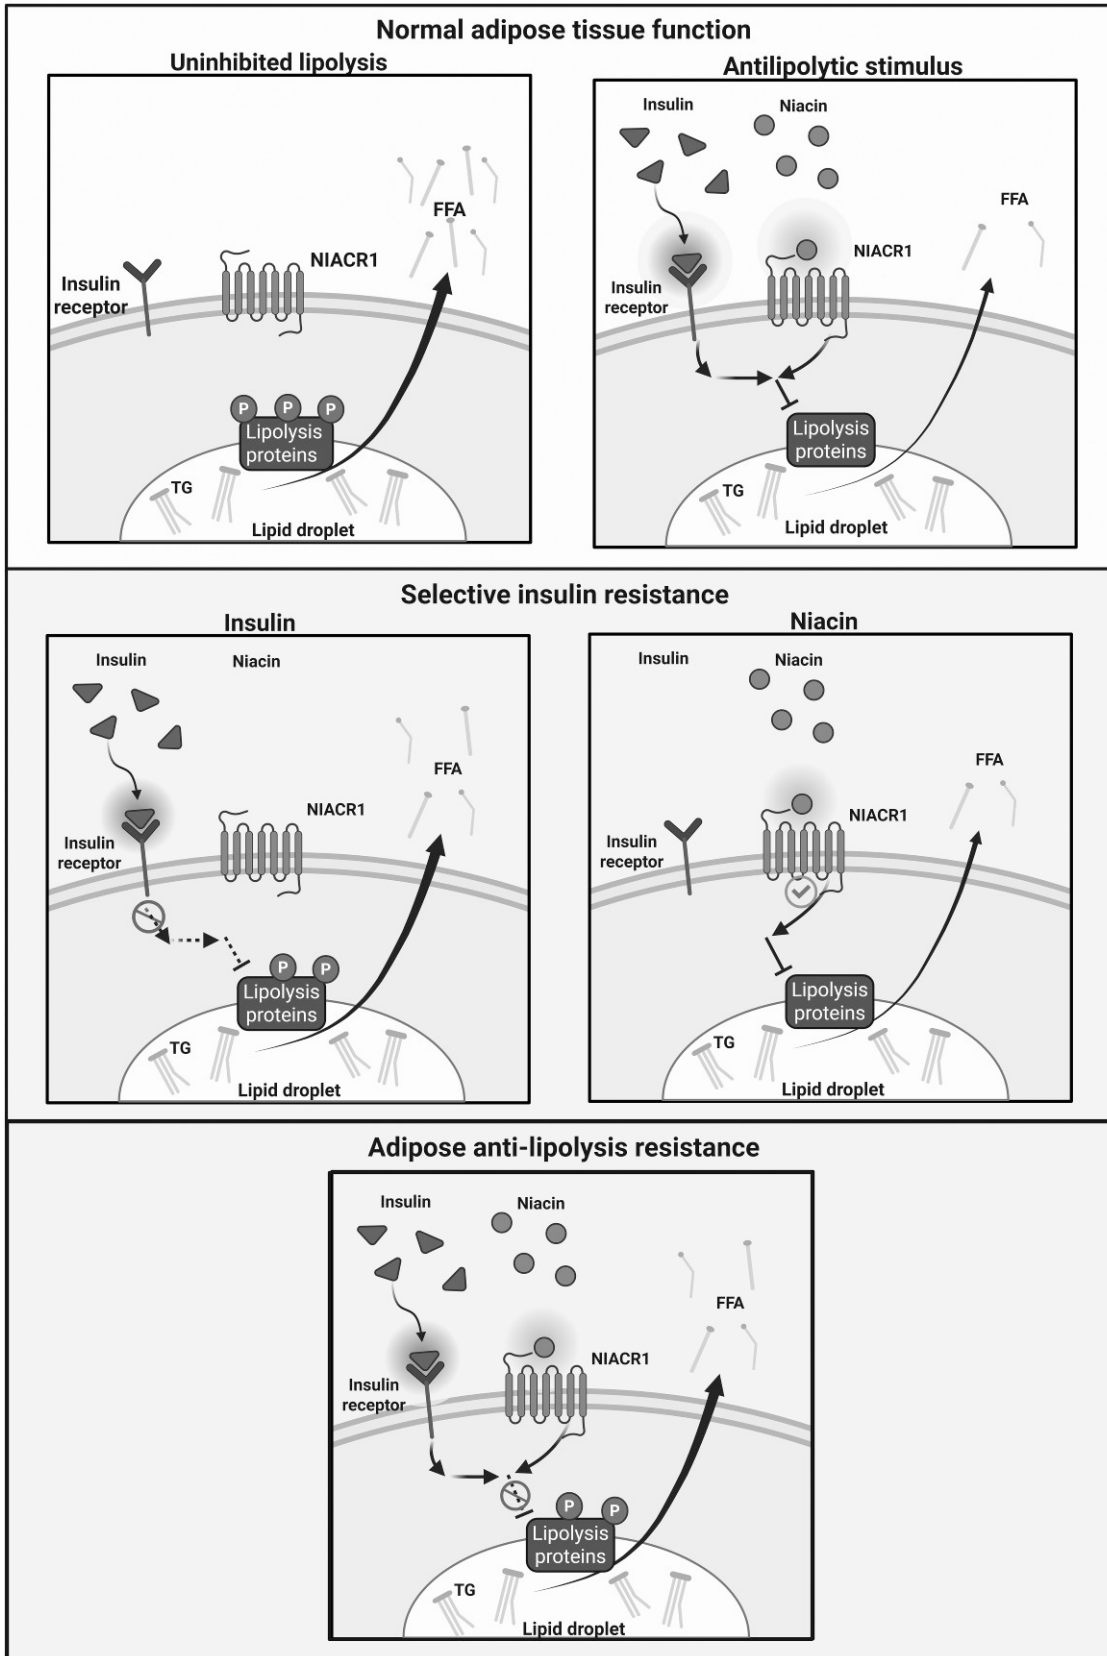 Normal adipose tissue function
Uninhibited lipolysis
FFA
NIACR1
Insulin
receptor
P P P
Lipolysis
proteins
TG
Lipid droplet
Antilipolytic stimulus
Insulin
Niacin
FFA
NIACR1
Insulin
receptor
Lipolysis
proteins
TG
Lipid droplet
Selective insulin resistance
Insulin
Insulin
Niacin
FFA
NIACR1
Insulin
receptor
P P
Lipolysis
proteins
TG
Lipid droplet
Niacin
Insulin
Niacin
FFA
NIACR1
Insulin
receptor
Lipolysis
proteins
TG
Lipid droplet
Adipose anti-lipolysis resistance
Insulin
Niacin
FFA
NIACR1
Insulin
receptor
P P
Lipolysis
proteins
TG
Lipid droplet